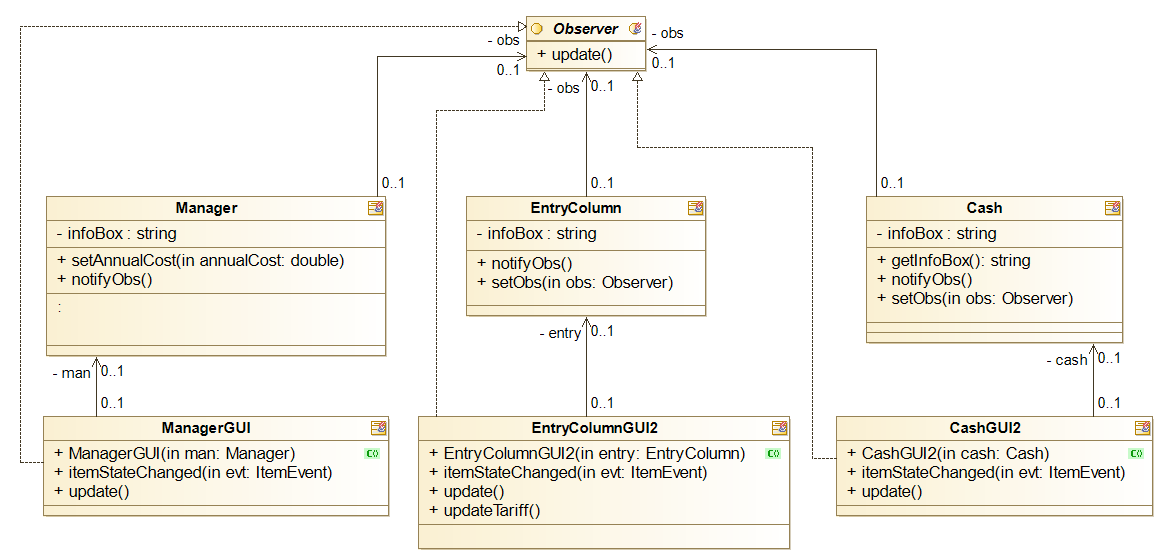 Observer
+ update()
- obs
0..1
- obs
0..1
- obs
0..1
0..1
0..1
0..1
Manager
- infoBox : string
+ setAnnualCost(in annualCost: double)
+ notifyObs()
:
EntryColumn
- infoBox : string
+ notifyObs()
+ setObs(in obs: Observer)
Cash
- infoBox : string
+ getInfoBox(): string
+ notifyObs()
+ setObs(in obs: Observer)
- man
0..1
0..1
- entry
0..1
0..1
- cash
0..1
0..1
ManagerGUI
+ ManagerGUI(in man: Manager)
+ itemStateChanged(in evt: ItemEvent)
+ update()
EntryColumnGUI2
+ EntryColumnGUI2(in entry: EntryColumn)
+ itemStateChanged(in evt: ItemEvent)
+ update()
+ updateTariff()
CashGUI2
+ CashGUI2(in cash: Cash)
+ itemStateChanged(in evt: ItemEvent)
+ update()